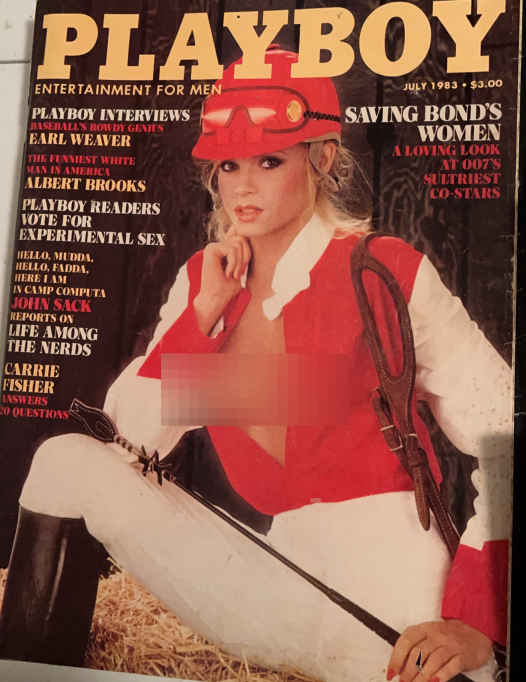 PLAYBOY
ENTERTAINMENT FOR MEN
JULY 1983 • $3.00
PLAYBOY INTERVIEWS
BASEBALL'S ROWDY GENIUS
EARL WEAVER
THE FUNNIEST WHITE
MAN IN AMERICA
ALBERT BROOKS
PLAYBOY READERS
VOTE FOR
EXPERIMENTAL SEX
HELLO, MUDDA,
HELLO, FADDA,
HERE I AM
IN CAMP COMPUTA
JOHN SACK
REPORTS ON
LIFE AMONG
THE NERDS
CARRIE
FISHER
ANSWERS
20 QUESTIONS
SAVING BOND'S
WOMEN
A LOVING LOOK
AT 007'S
SULTRIEST
CO-STARS